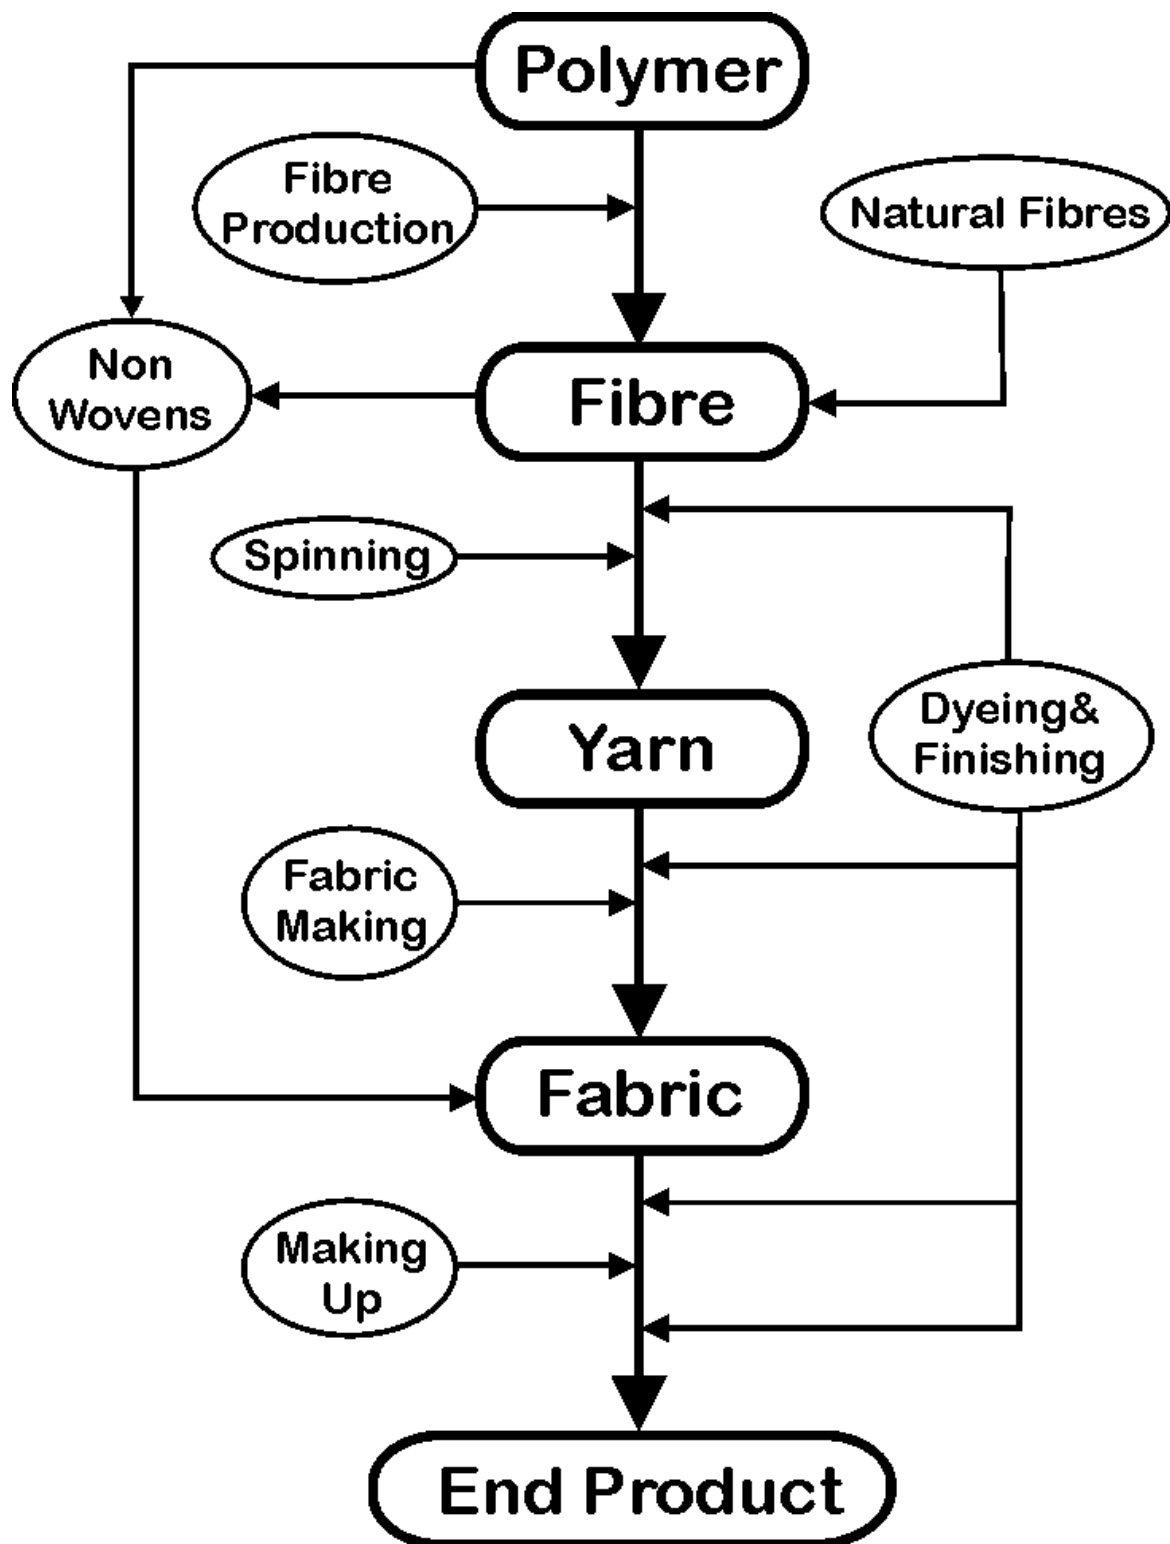 Polymer
Fibre
Production
Natural Fibres
Non
Wovens
Fibre
Spinning
Yarn
Dyeing&
Finishing
Fabric
Making
Fabric
Making
Up
End Product